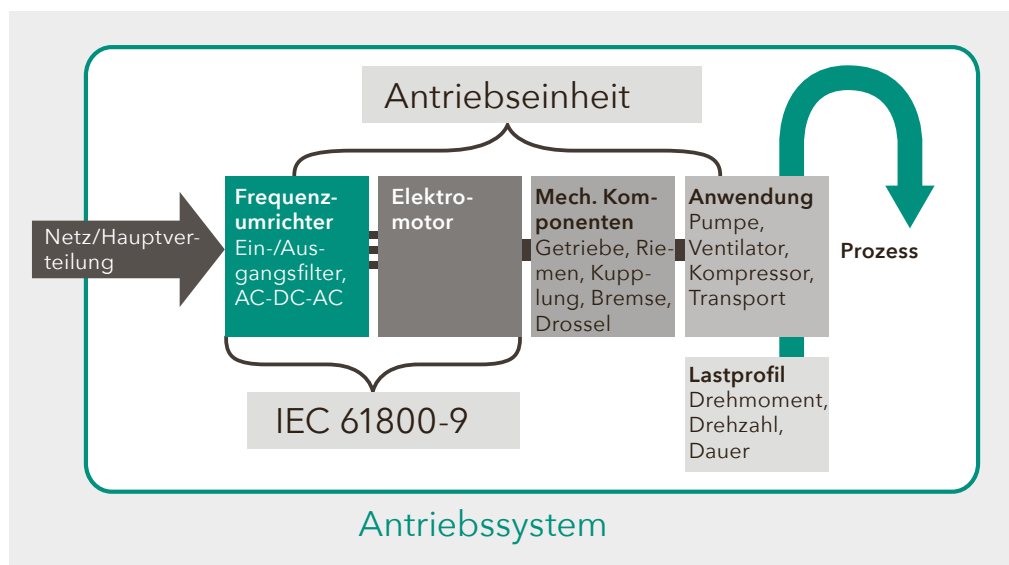 Antriebseinheit
Netz/Hauptver-
teilung
Frequenz-
umrichter
Ein-/Aus-
gangsfilter,
AC-DC-AC
Elektro-
motor
Mech. Kom-
ponenten
Getriebe, Rie-
men, Kupp-
lung, Bremse,
Drossel
Anwendung
Pumpe,
Ventilator,
Kompressor,
Transport
Prozess
Lastprofil
Drehmoment,
Drehzahl,
Dauer
IEC 61800-9
Antriebssystem